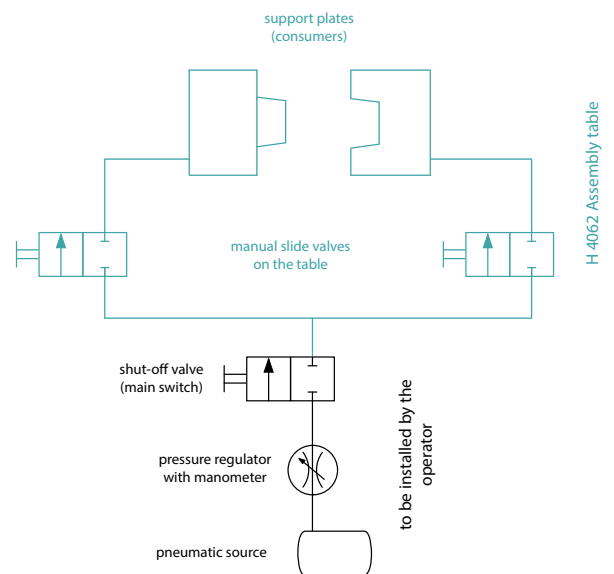 support plates
(consumers)
H 4062 Assembly table
manual slide valves
on the table
shut-off valve
(main switch)
to be installed by the
operator
pressure regulator
with manometer
pneumatic source